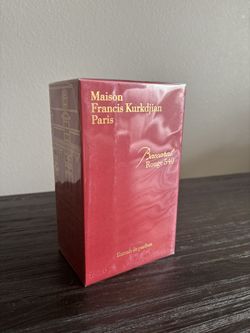 Maison
Francis Kurkdjian
Paris
Baccarat
Rouge 540
Extrait de parfum